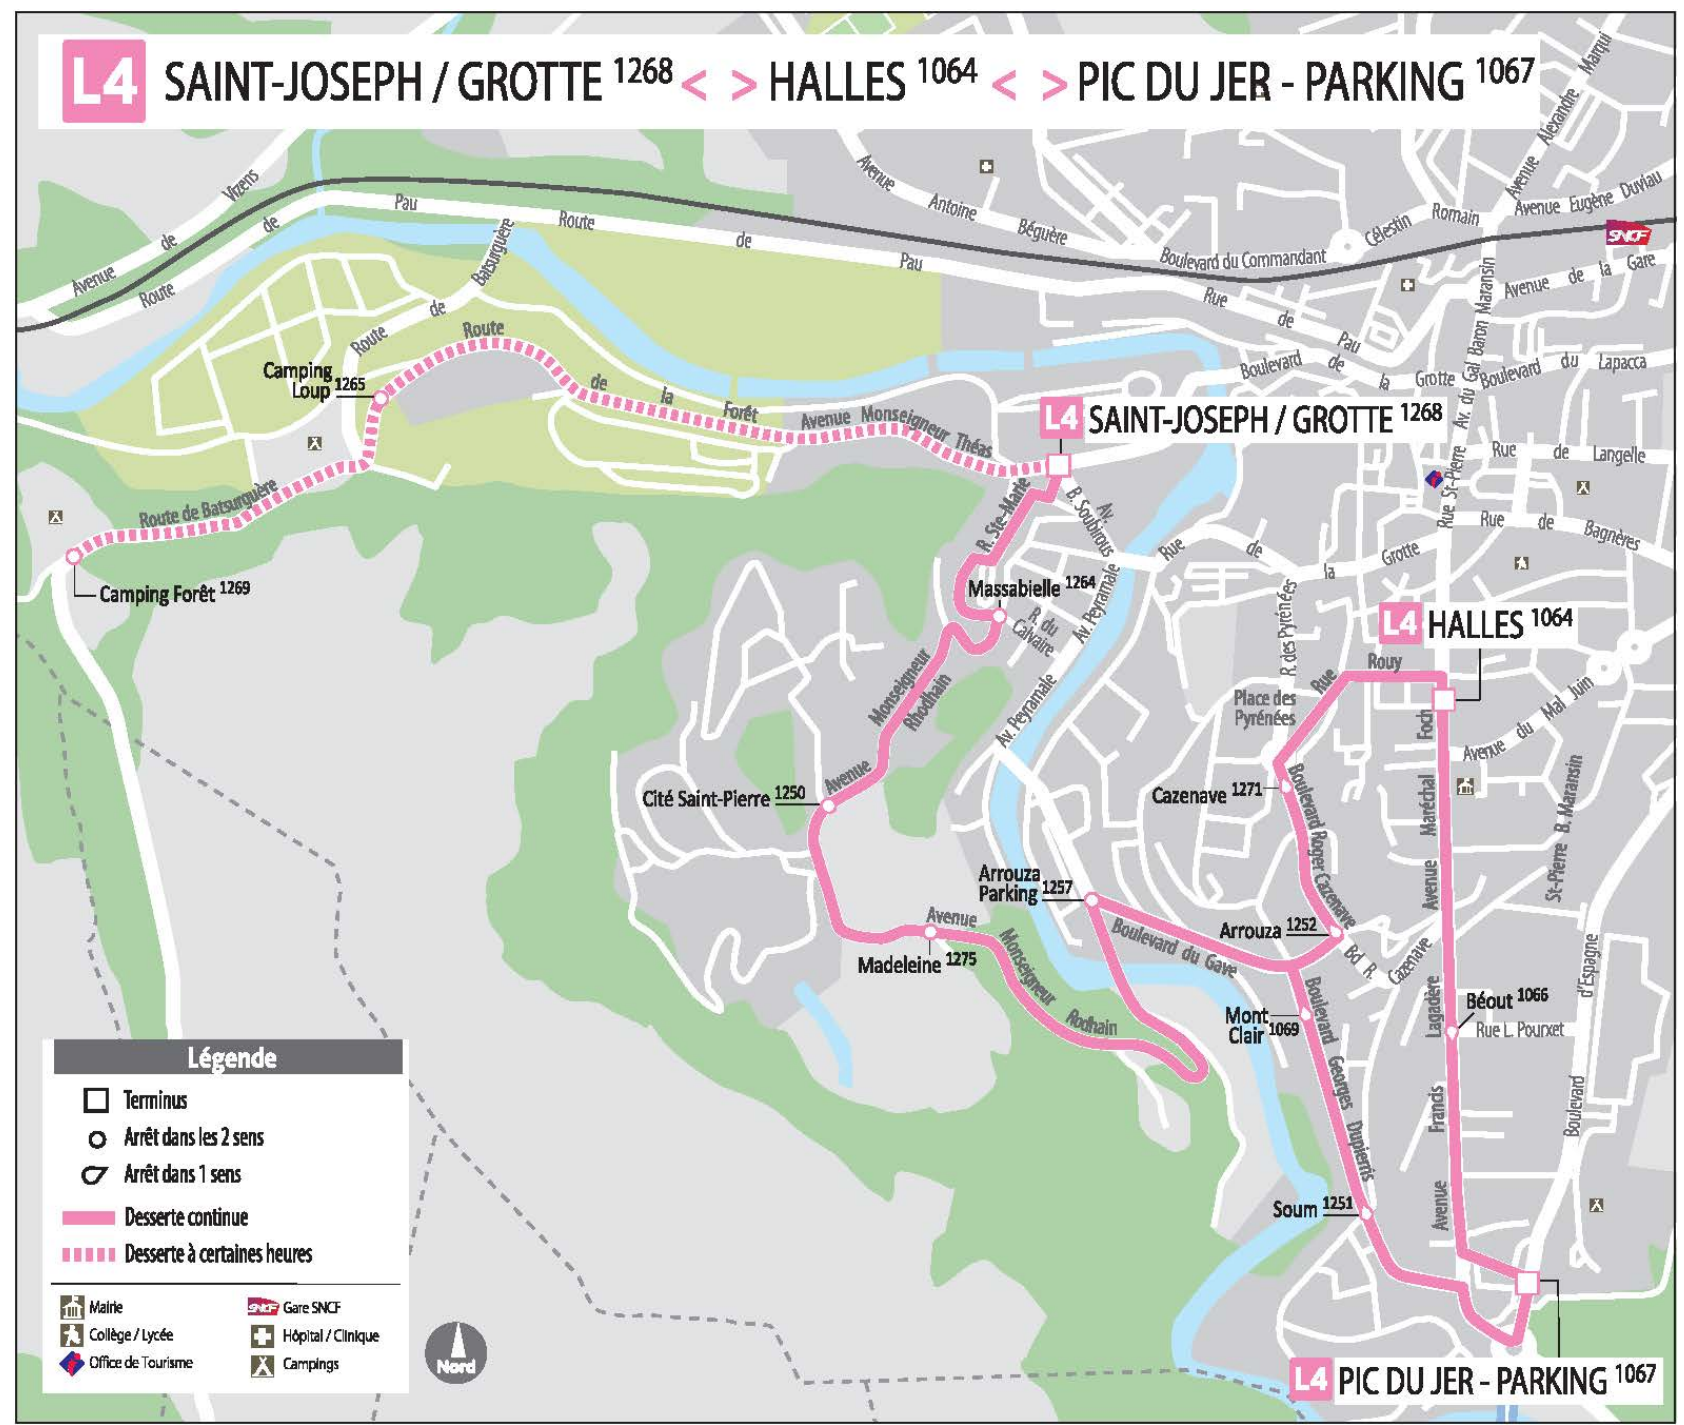 L4 SAINT-JOSEPH / GROTTE 1268 < > HALLES 1064 < > PIC DU JER - PARKING 1067
Avenue de Vizens
Route de Pau
Route de Pau
Avenue Antoine Béguère
Boulevard du Commandant Célestin Romain
Avenue Alexandre Marqui
Avenue Eugène Duviau
SNCF
Avenue de la Gare
Av. du Gal Baron Maransin
Rue de Pau
Boulevard de la Grotte
Boulevard du Lapacca
Route de Batsurguère
Route de la Forêt
Avenue Monseigneur Théas
Camping
Loup 1265
L4 SAINT-JOSEPH / GROTTE 1268
Rue de Langelle
Rue St-Pierre
Route de Batsurguère
R. Ste-Marie
Av.
B. Soubirous
Rue de la Grotte
Rue de Bagnères
Camping Forêt 1269
Massabielle 1264
R. du
Calvaire
Av. Peyramale
Av. Peyramale
R. des Pyrénées
L4 HALLES 1064
Rue Rouy
Place des
Pyrénées
Avenue Monseigneur
Rhodhain
Avenue du Mal Juin
Cité Saint-Pierre 1250
Cazenave 1271
Boulevard Roger Cazenave
Avenue Maréchal Foch
St-Pierre B. Maransin
Arrouza
Parking 1257
Arrouza 1252
Boulevard du Gave
Bd R.
Cazenave
Avenue Monseigneur Rodhain
Madeleine 1275
Mont
Clair 1069
Boulevard Georges Dupierris
Béout 1066
Rue L. Pourxet
Avenue Francis Lagadère
Boulevard d'Espagne
Soum 1251
L4 PIC DU JER - PARKING 1067
Légende
Terminus
Arrêt dans les 2 sens
Arrêt dans 1 sens
Desserte continue
Desserte à certaines heures
Mairie
SNCF Gare SNCF
Collège / Lycée
Hôpital / Clinique
Office de Tourisme
Campings
Nord